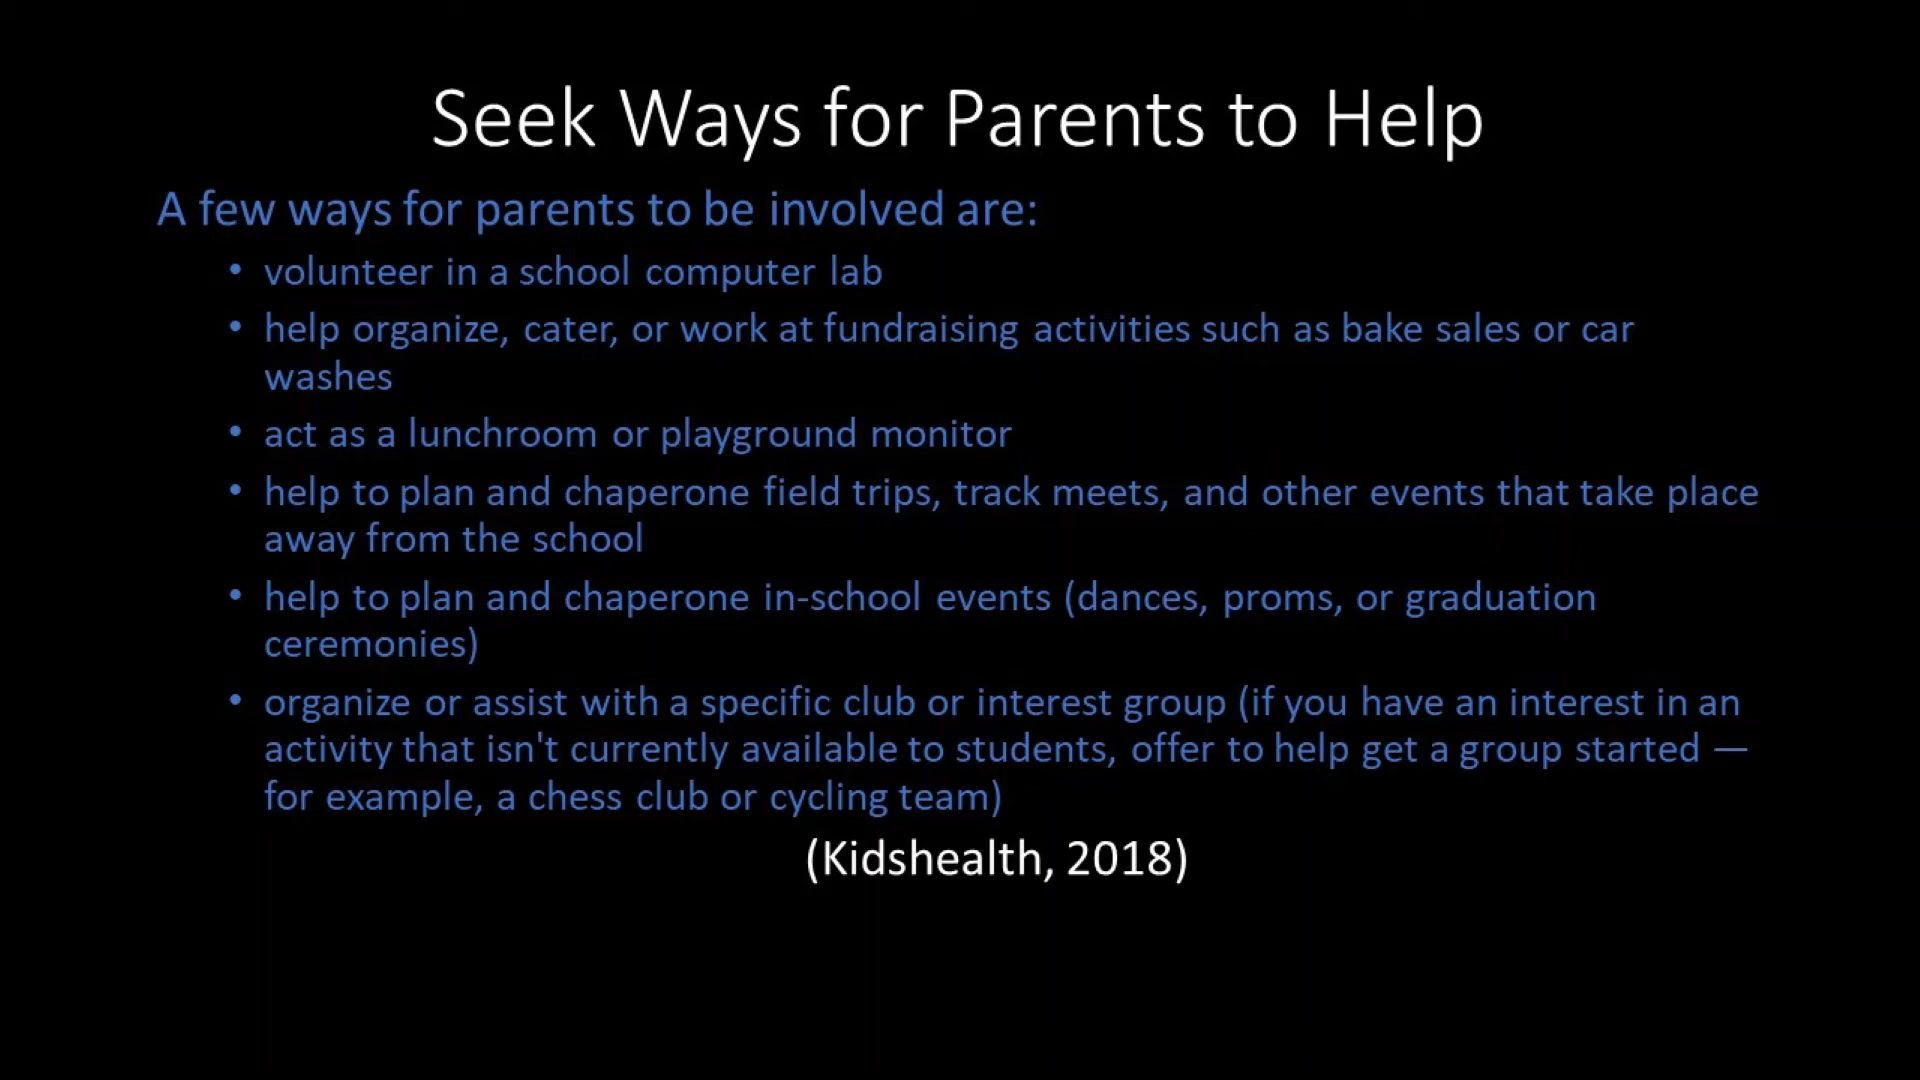 Seek Ways for Parents to Help
A few ways for parents to be involved are:
• volunteer in a school computer lab
• help organize, cater, or work at fundraising activities such as bake sales or car
washes
• act as a lunchroom or playground monitor
• help to plan and chaperone field trips, track meets, and other events that take place
away from the school
• help to plan and chaperone in-school events (dances, proms, or graduation
ceremonies)
• organize or assist with a specific club or interest group (if you have an interest in an
activity that isn't currently available to students, offer to help get a group started —
for example, a chess club or cycling team)
(Kidshealth, 2018)